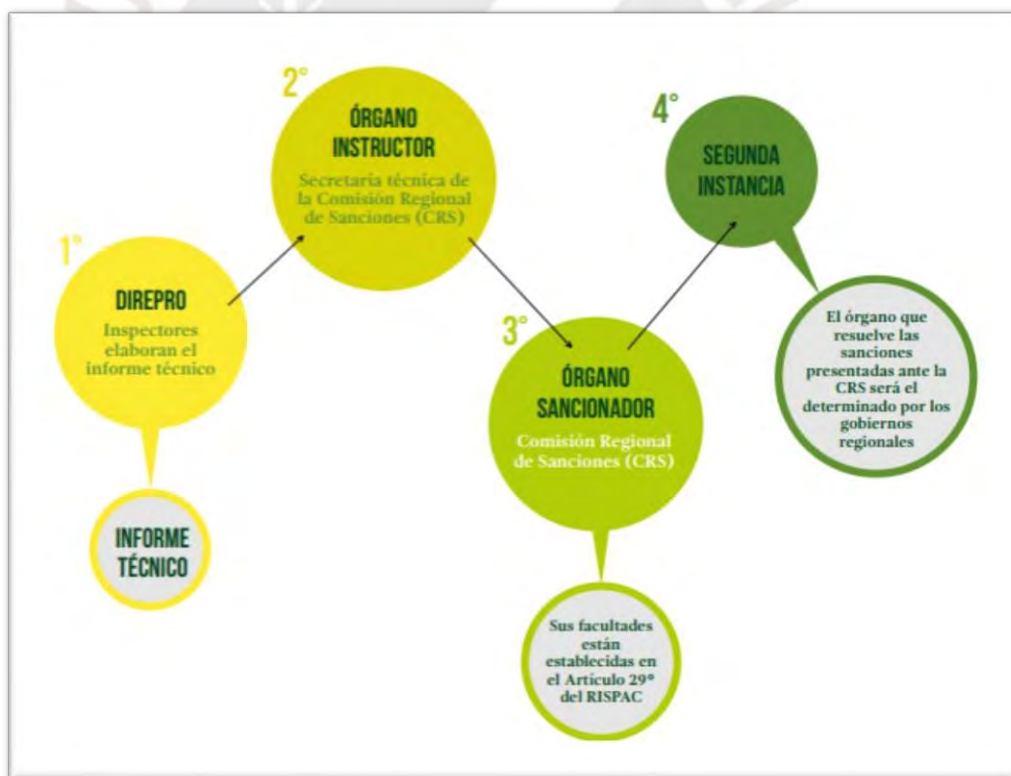 1°
DIREPRO
Inspectores
elaboran el
informe técnico
INFORME
TÉCNICO
2°
ÓRGANO
INSTRUCTOR
Secretaría técnica de
la Comisión Regional
de Sanciones (CRS)
3°
ÓRGANO
SANCIONADOR
Comisión Regional
de Sanciones (CRS)
Sus facultades
están
establecidas en
el Artículo 29°
del RISPAC
4°
SEGUNDA
INSTANCIA
El órgano que
resuelve las
sanciones
presentadas ante la
CRS será el
determinado por los
gobiernos
regionales